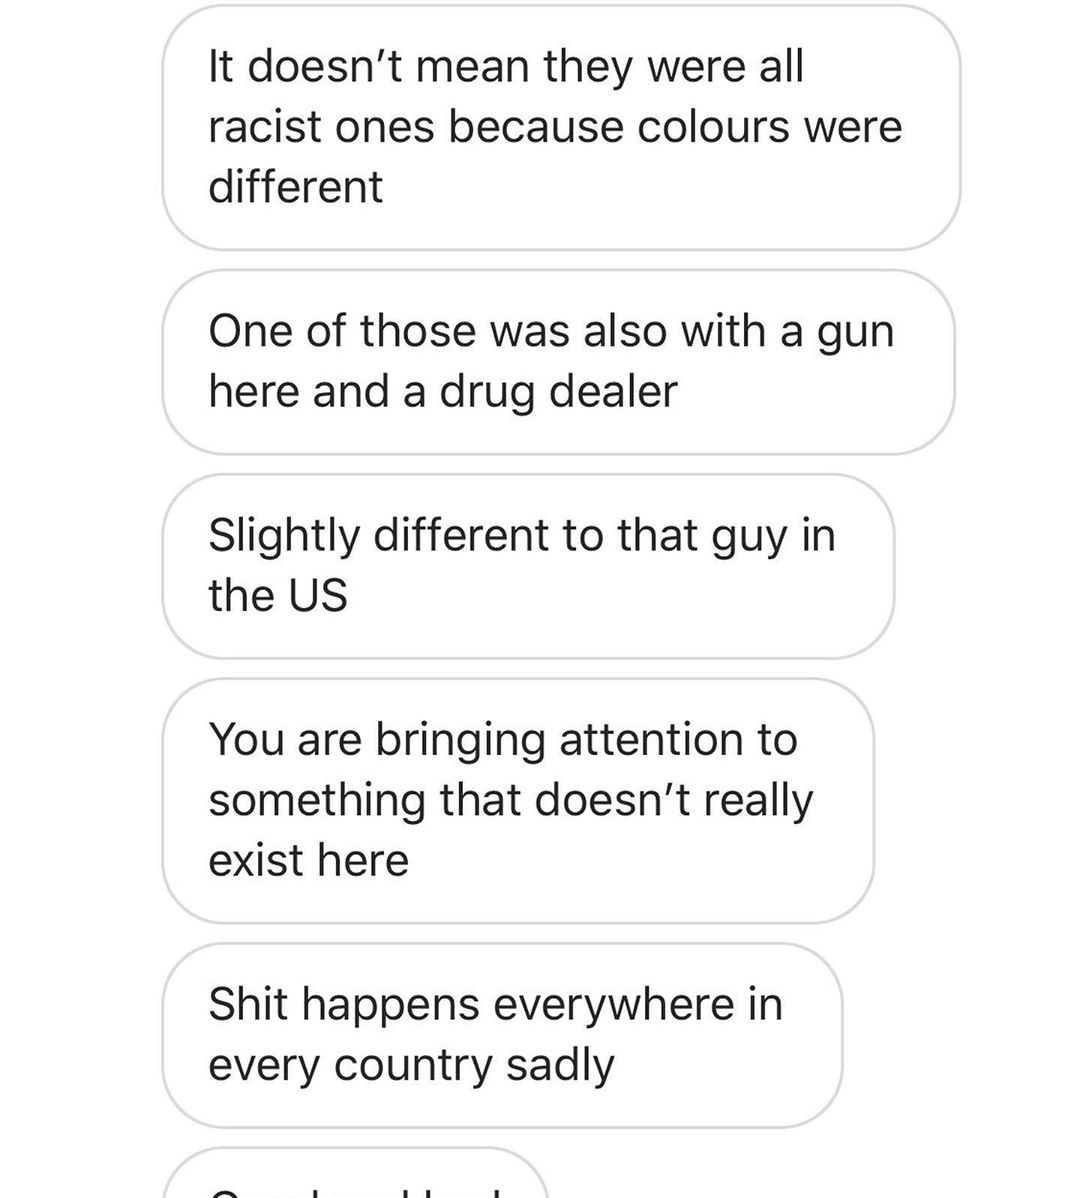 It doesn’t mean they were all
racist ones because colours were
different
One of those was also with a gun
here and a drug dealer
Slightly different to that guy in
the US
You are bringing attention to
something that doesn’t really
exist here
Shit happens everywhere in
every country sadly